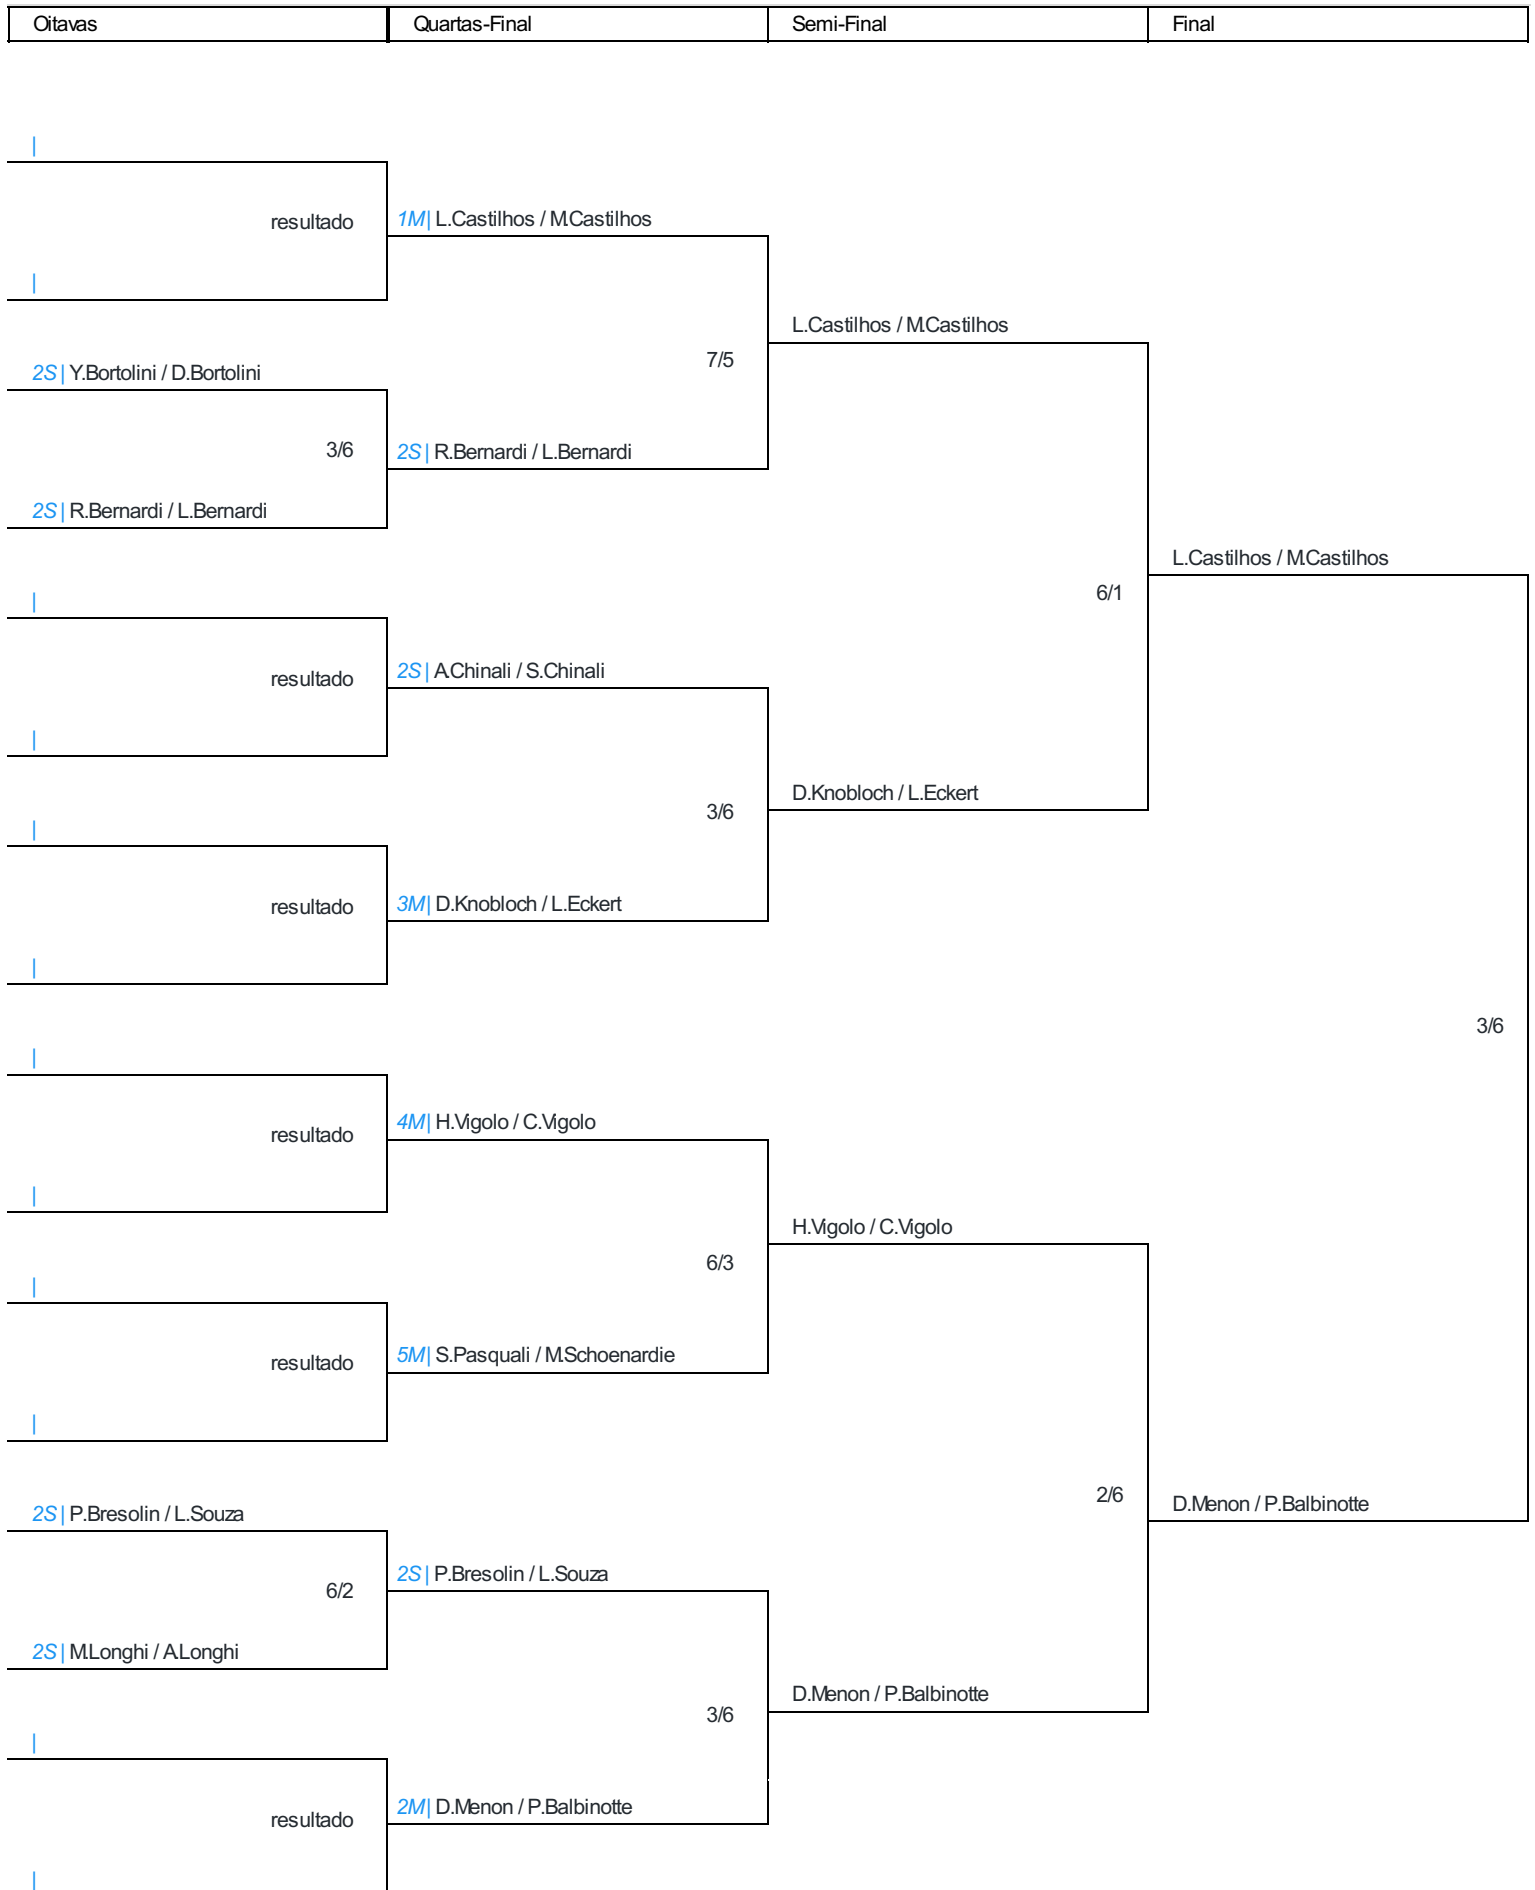 Oitavas Quartas-Final Semi-Final Final
|
resultado 1M| L.Castilhos / M.Castilhos
|
L.Castilhos / M.Castilhos
7/5
2S| Y.Bortolini / D.Bortolini
3/6 2S| R.Bernardi / L.Bernardi
2S| R.Bernardi / L.Bernardi
L.Castilhos / M.Castilhos
6/1
|
resultado 2S| A.Chinali / S.Chinali
|
D.Knobloch / L.Eckert
3/6
|
resultado 3M| D.Knobloch / L.Eckert
|
3/6
|
resultado 4M| H.Vigolo / C.Vigolo
|
H.Vigolo / C.Vigolo
6/3
|
resultado 5M| S.Pasquali / M.Schoenardie
|
2/6
D.Menon / P.Balbinotte
2S| P.Bresolin / L.Souza
6/2 2S| P.Bresolin / L.Souza
2S| M.Longhi / A.Longhi
D.Menon / P.Balbinotte
3/6
|
resultado 2M| D.Menon / P.Balbinotte
|